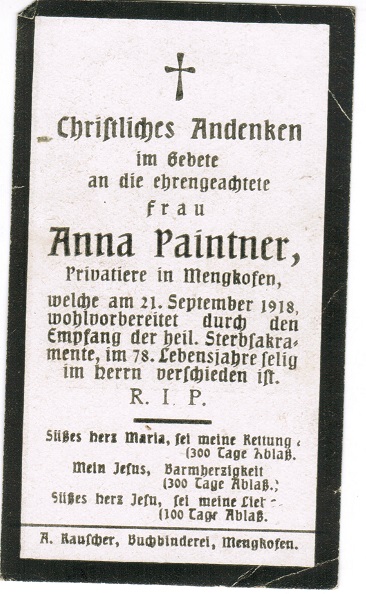 Christliches Andenken
im Gebete
an die ehrengeachtete
Frau
Anna Paintner,
Privatiere in Mengkofen,
welche am 21. September 1918,
wohlvorbereitet durch den
Empfang der heil. Sterbsakra-
mente, im 78. Lebensjahre selig
im Herrn verschieden ist.
R. I. P.
Süßes Herz Mariä, sei meine Rettung
(300 Tage Ablaß.
Mein Jesus, Barmherzigkeit
(300 Tage Ablaß.)
Süßes Herz Jesu, sei meine
(100 Tage Ablaß.
A. Rauscher, Buchbinderei, Mengkofen.